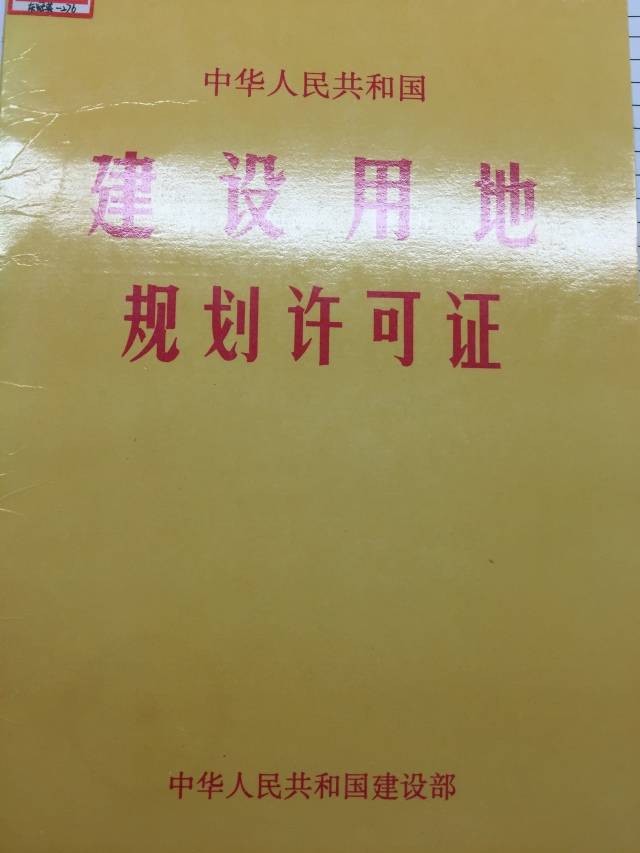 中华人民共和国
建设用地
规划许可证
中华人民共和国建设部